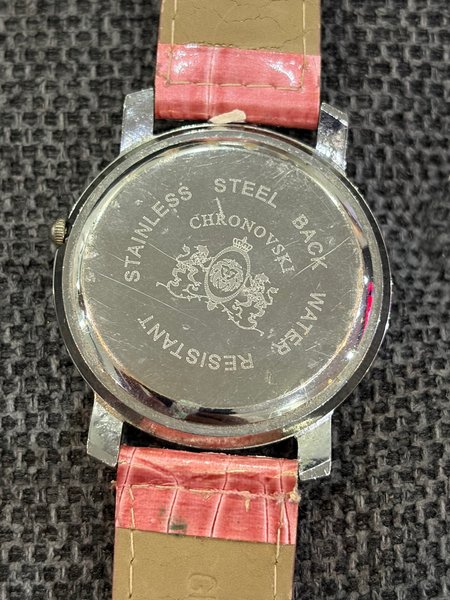 STAINLESS STEEL BACK WATER RESISTANT
CHRONOVSKI